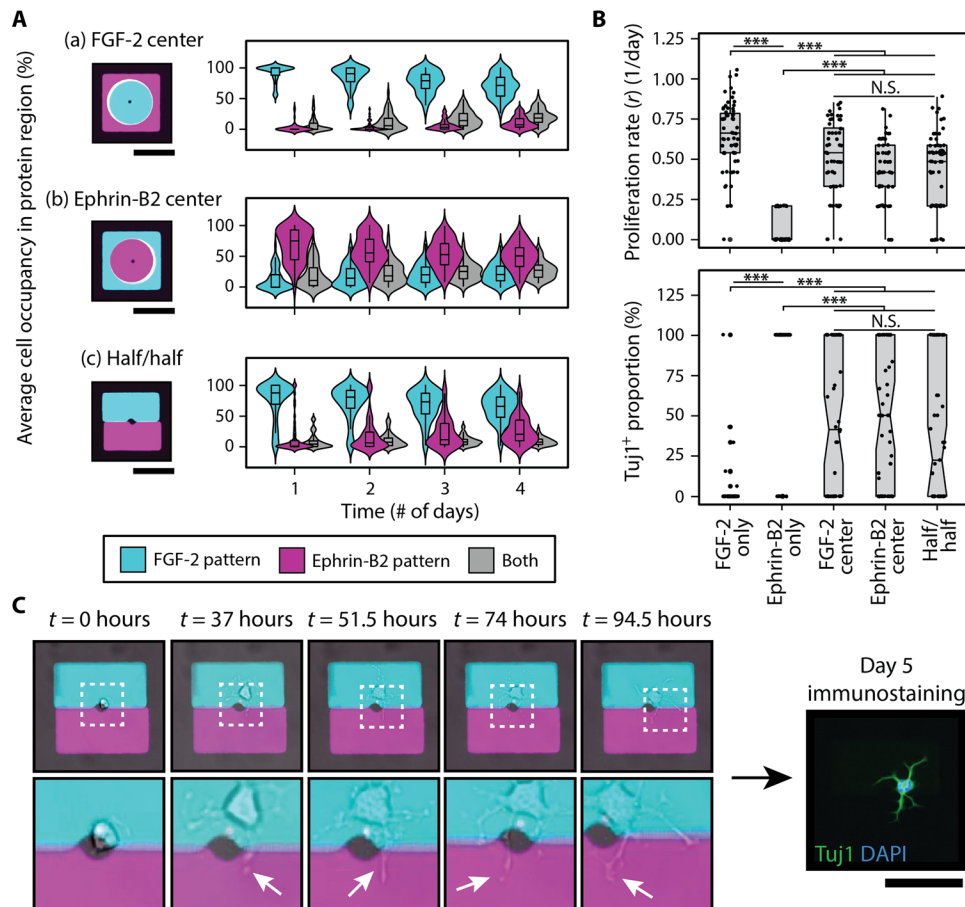 A
Average cell occupancy in protein region (%)
(a) FGF-2 center
100
50
0
(b) Ephrin-B2 center
100
50
0
(c) Half/half
100
50
0
1 2 3 4
Time (# of days)
FGF-2 pattern Ephrin-B2 pattern Both
B
Proliferation rate (r) (1/day)
1.25
1.00
0.75
0.50
0.25
0.00
***
***
***
N.S.
Tuj1+ proportion (%)
125
100
75
50
25
0
***
***
***
N.S.
FGF-2 only
Ephrin-B2 only
FGF-2 center
Ephrin-B2 center
Half/half
C
t = 0 hours t = 37 hours t = 51.5 hours t = 74 hours t = 94.5 hours
Day 5
immunostaining
Tuj1 DAPI